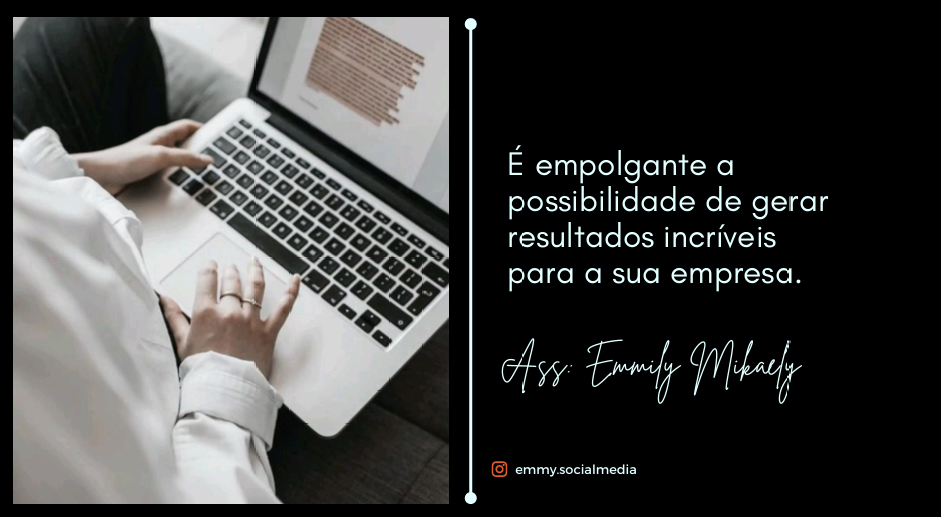 É empolgante a
possibilidade de gerar
resultados incríveis
para a sua empresa.
Ass: Emmily Mikaely
emmy.socialmedia